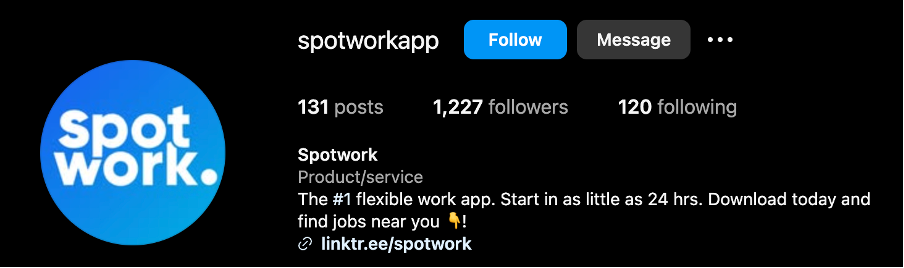 spotworkapp Follow Message
131 posts 1,227 followers 120 following
spot
work.
Spotwork
Product/service
The #1 flexible work app. Start in as little as 24 hrs. Download today and
find jobs near you 👇!
linktr.ee/spotwork